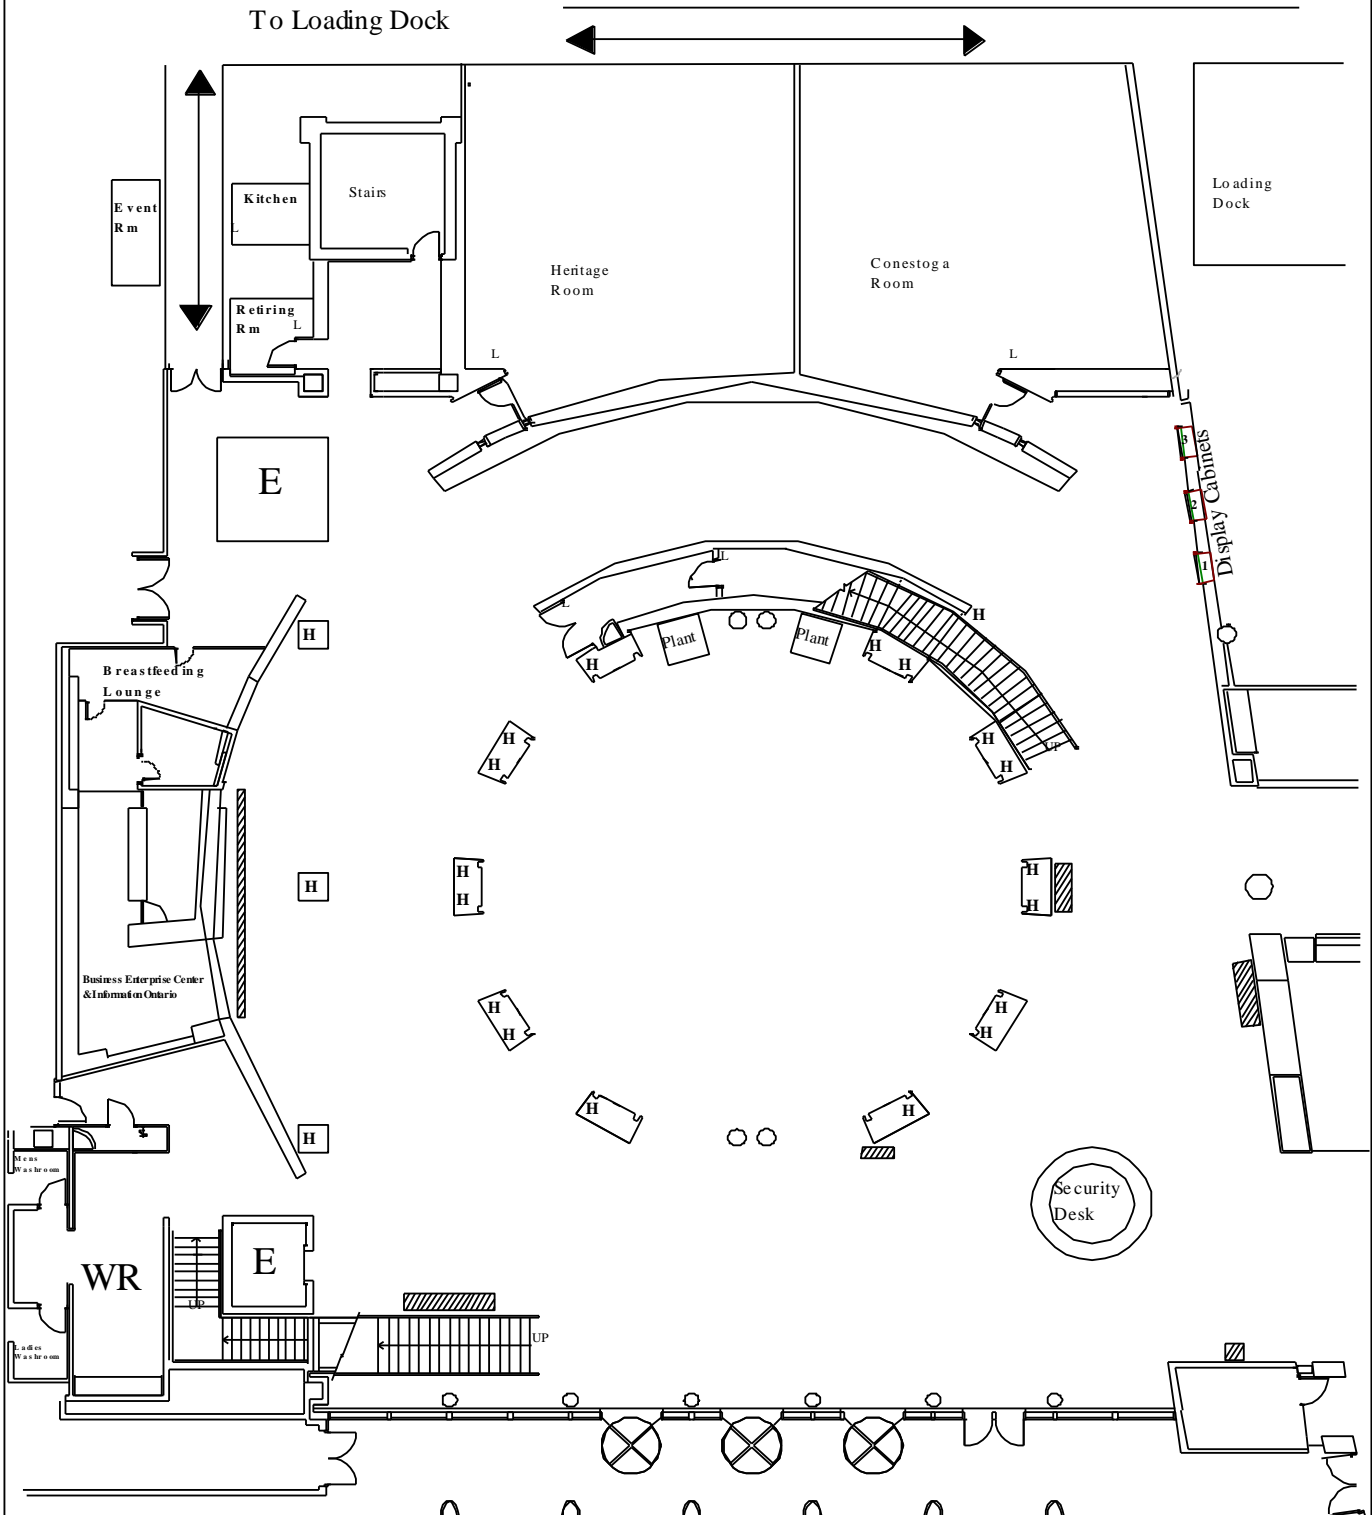 To Loading Dock
Loading
Dock
Event
Rm
Kitchen
L
Stairs
Heritage
Room
Conestoga
Room
Retiring
Rm
L
L
L
E
3
2
1
Display Cabinets
L
L
H
H
Plant
Plant
H
H
H
Breastfeeding
Lounge
H
H
H
H
UP
H
H
H
H
H
Business Enterprise Center
& Information Ontario
H
H
H
H
H
H
H
Mens
Washroom
Security
Desk
WR
E
UP
UP
Ladies
Washroom